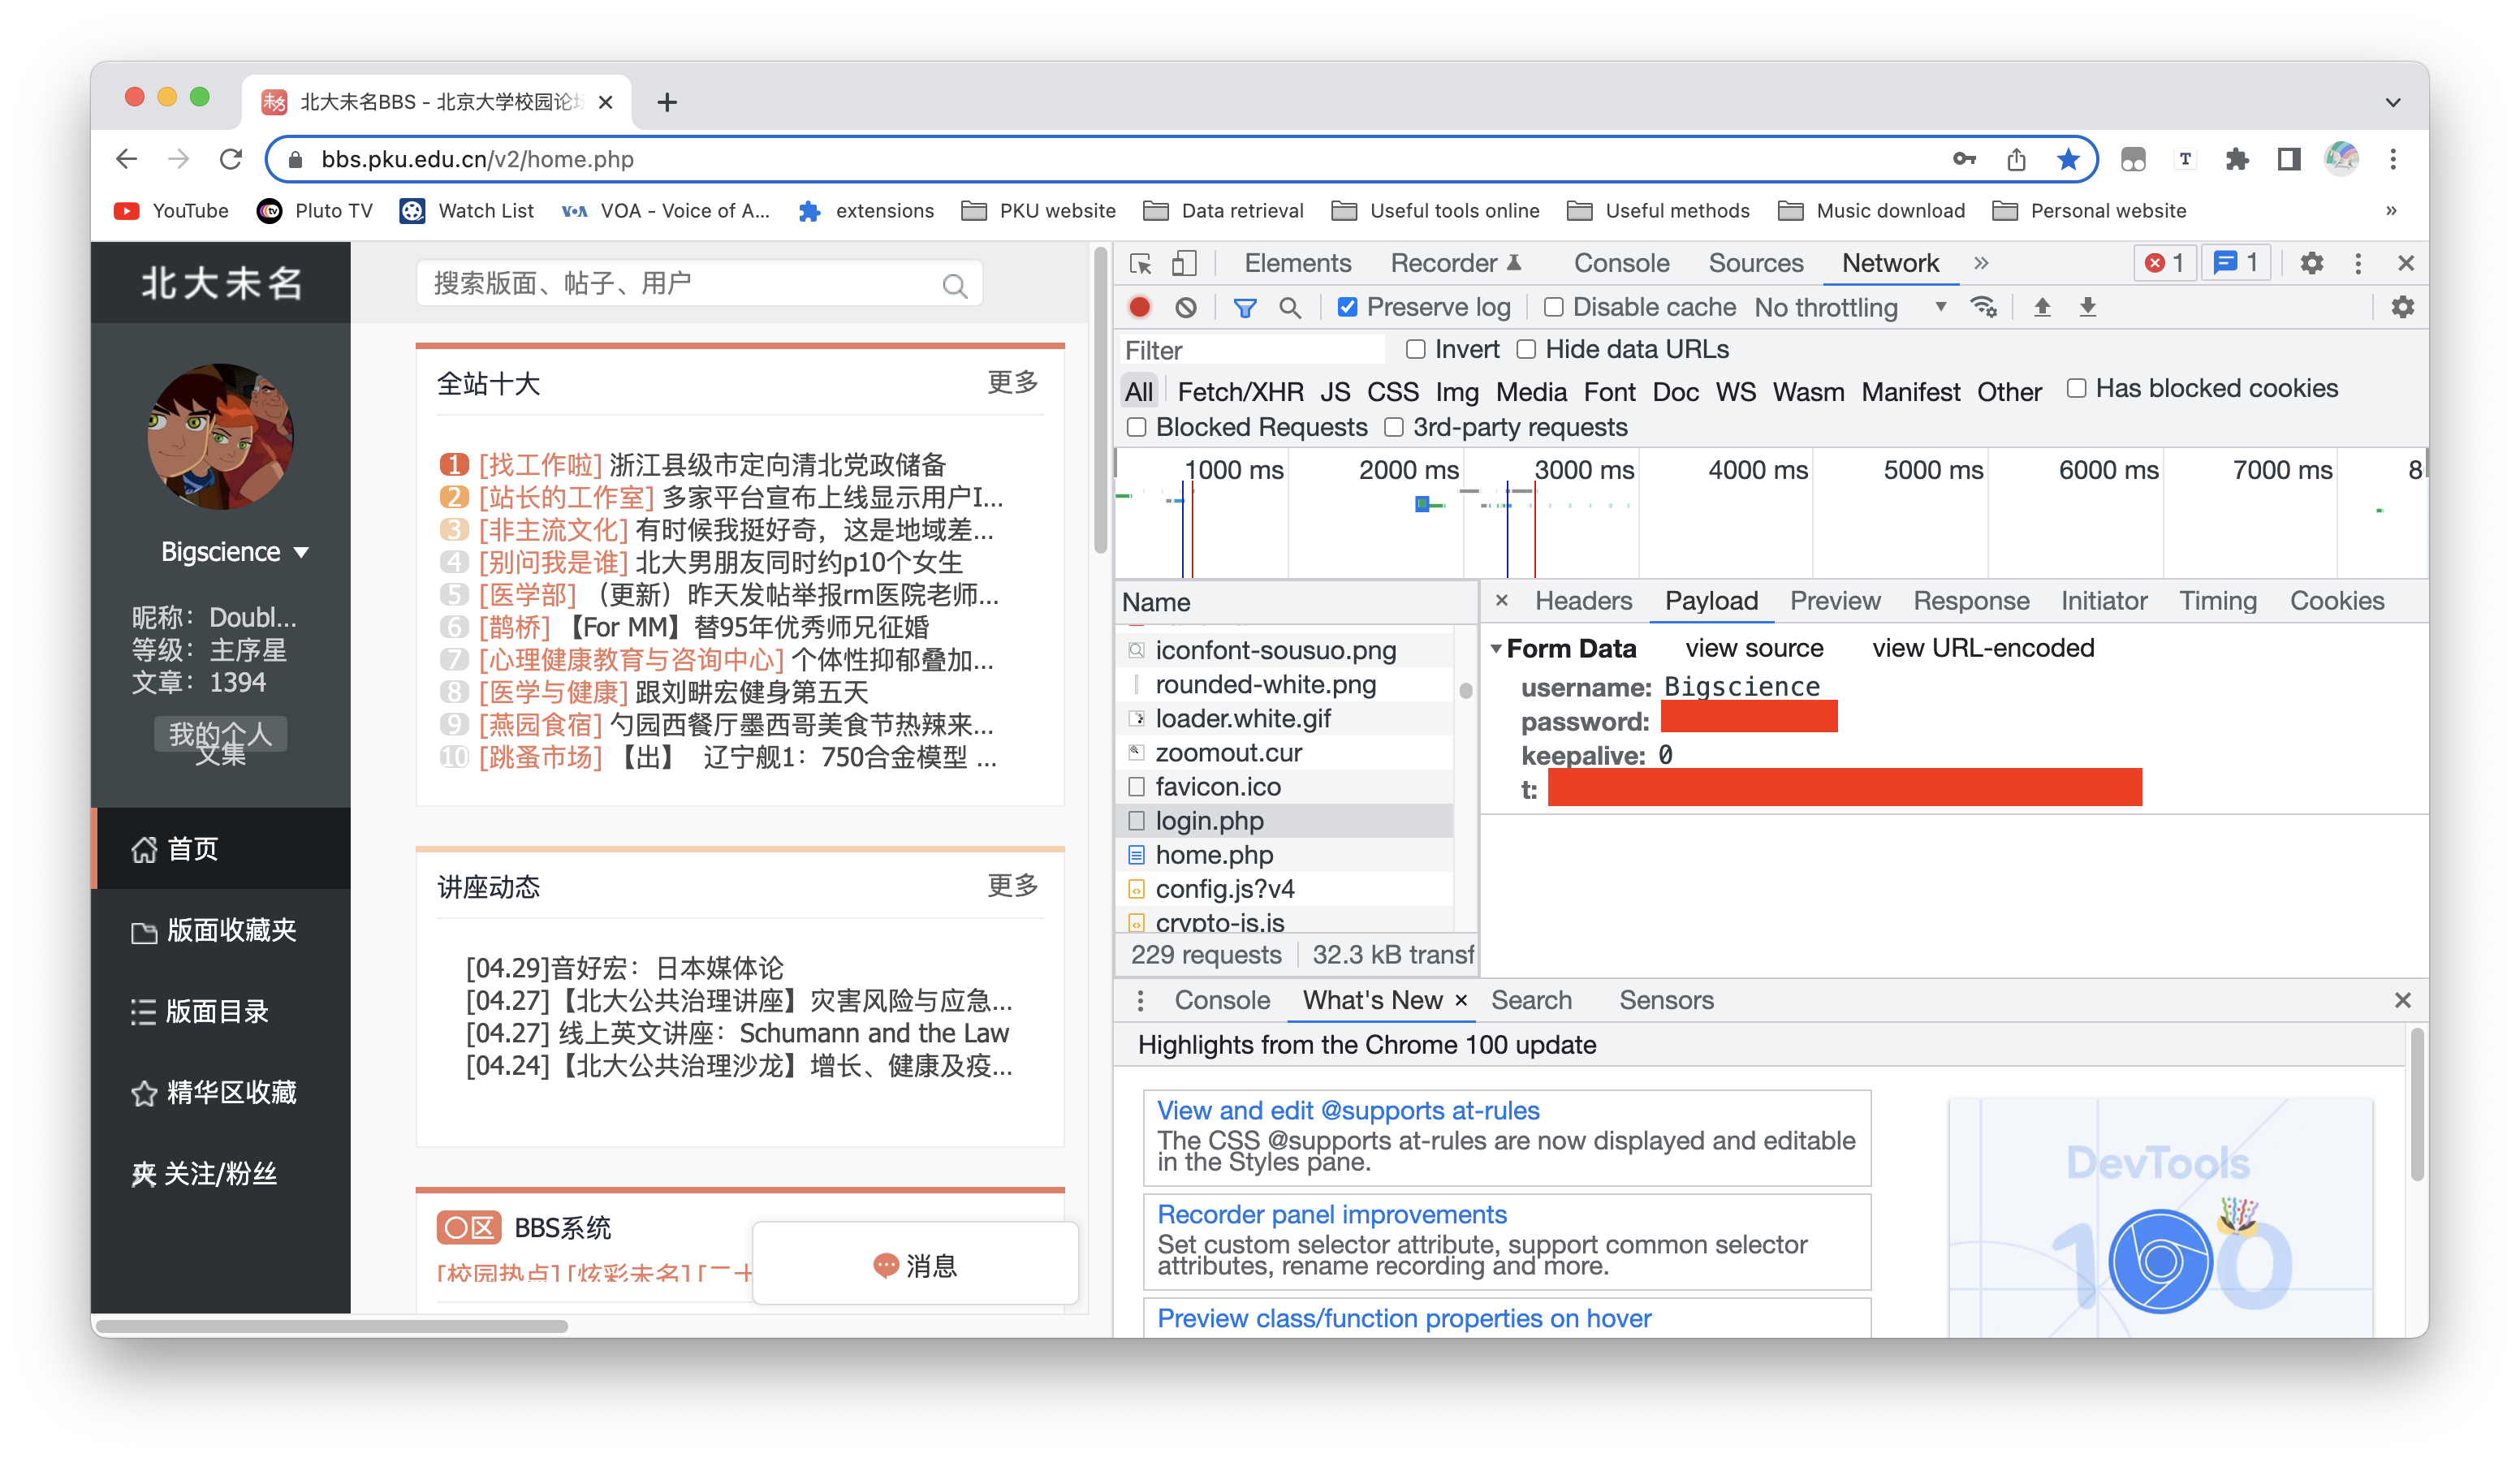 北大未名BBS - 北京大学校园论坛
bbs.pku.edu.cn/v2/home.php
YouTube
Pluto TV
Watch List
VOA - Voice of A...
extensions
PKU website
Data retrieval
Useful tools online
Useful methods
Music download
Personal website
»
北大未名
Bigscience
昵称：Doubl...
等级：主序星
文章：1394
我的个人
文集
首页
版面收藏夹
版面目录
精华区收藏夹
关注/粉丝
搜索版面、帖子、用户
全站十大 更多
1 [找工作啦] 浙江县级市定向清北党政储备
2 [站长的工作室] 多家平台宣布上线显示用户I...
3 [非主流文化] 有时候我挺好奇，这是地域差...
4 [别问我是谁] 北大男朋友同时约p10个女生
5 [医学部] （更新）昨天发帖举报rm医院老师...
6 [鹊桥] 【For MM】替95年优秀师兄征婚
7 [心理健康教育与咨询中心] 个体性抑郁叠加...
8 [医学与健康] 跟刘畊宏健身第五天
9 [燕园食宿] 勺园西餐厅墨西哥美食节热辣来...
10 [跳蚤市场] 【出】 辽宁舰1：750合金模型 ...
讲座动态 更多
[04.29]音好宏：日本媒体论
[04.27]【北大公共治理讲座】灾害风险与应急...
[04.27] 线上英文讲座：Schumann and the Law
[04.24]【北大公共治理沙龙】增长、健康及疫...
〇区 BBS系统
[校园热点] [炫彩未名]
消息
Elements Recorder Console Sources Network » 1 1
Preserve log Disable cache No throttling
Filter Invert Hide data URLs
All Fetch/XHR JS CSS Img Media Font Doc WS Wasm Manifest Other Has blocked cookies
Blocked Requests 3rd-party requests
1000 ms 2000 ms 3000 ms 4000 ms 5000 ms 6000 ms 7000 ms 8
Name
iconfont-sousuo.png
rounded-white.png
loader.white.gif
zoomout.cur
favicon.ico
login.php
home.php
config.js?v4
crypto-js.js
229 requests 32.3 kB transf
× Headers Payload Preview Response Initiator Timing Cookies
Form Data view source view URL-encoded
username: Bigscience
password:
keepalive: 0
t:
Console What's New × Search Sensors
Highlights from the Chrome 100 update
View and edit @supports at-rules
The CSS @supports at-rules are now displayed and editable
in the Styles pane.
Recorder panel improvements
Set custom selector attribute, support common selector
attributes, rename recording and more.
Preview class/function properties on hover
DevTools
100